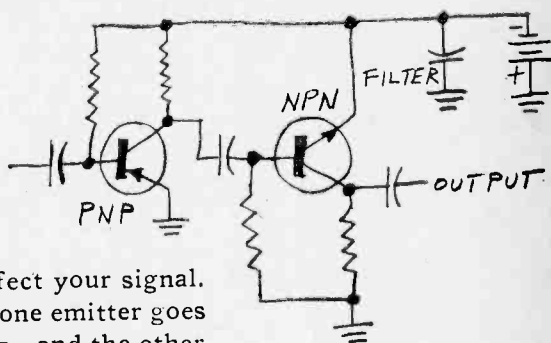 FILTER
+
NPN
PNP
OUTPUT
fect your signal.
one emitter goes
and the other